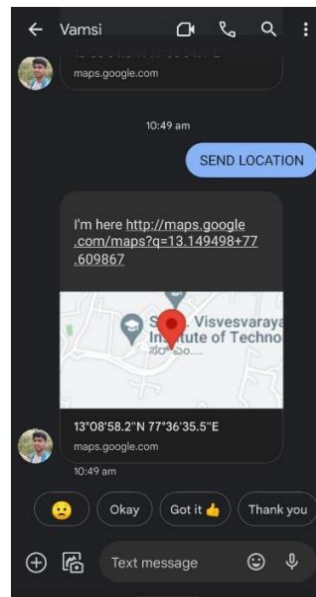 Vamsi
maps.google.com
10:49 am
SEND LOCATION
I'm here http://maps.google
.com/maps?q=13.149498+77
.609867
Visvesvaraya
Techno
13°08'58.2"N 77°36'35.5"E
maps.google.com
10:49 am
Okay
Got it 👍
Thank you
Text message